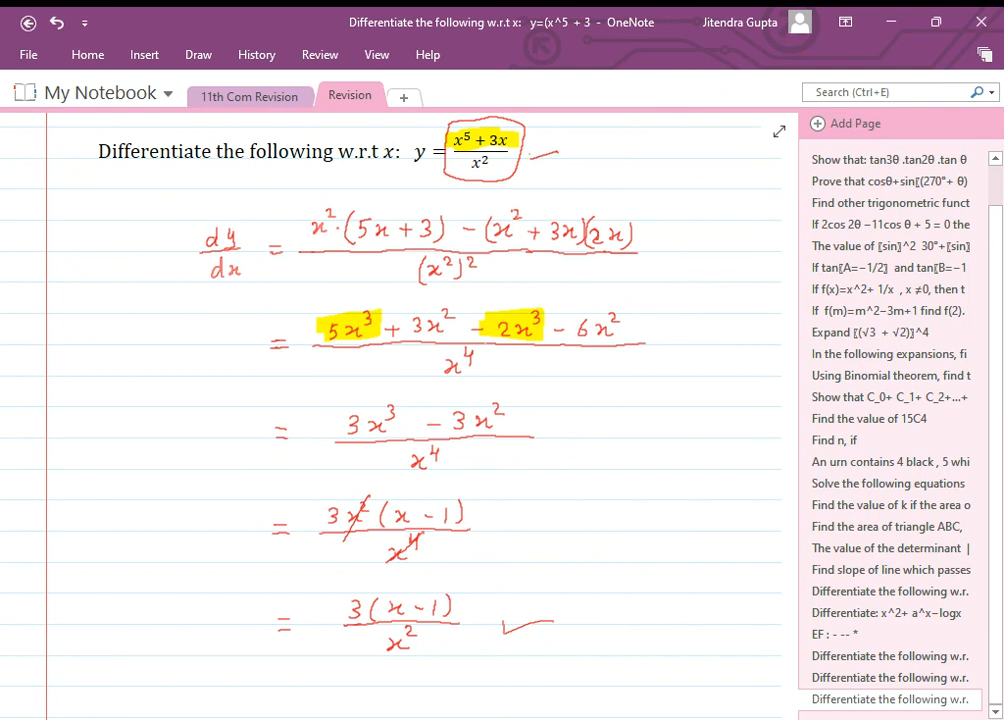 Differentiate the following w.r.t x: y=(x^5 + 3 - OneNote
Jitendra Gupta
File Home Insert Draw History Review View Help
My Notebook 11th Com Revision Revision
Search (Ctrl+E)
Differentiate the following w.r.t x: y = (x⁵ + 3x)/x²
dy/dx = (x²·(5x + 3) − (x² + 3x)(2x))/(x²)²
= (5x³ + 3x² − 2x³ − 6x²)/x⁴
= (3x³ − 3x²)/x⁴
= 3x²(x − 1)/x⁴
= 3(x − 1)/x²
Add Page
Show that: tan3θ .tan2θ .tan θ
Prove that cosθ+sin〖(270°+ θ)
Find other trigonometric funct
If 2cos 2θ −11cos θ + 5 = 0 the
The value of 〖sin〗^2 30°+〖sin〗
If tan〖A=−1/2〗 and tan〖B=−1
If f(x)=x^2+ 1/x , x ≠0, then t
If f(m)=m^2−3m+1 find f(2).
Expand 〖(√3 + √2)〗^4
In the following expansions, fi
Using Binomial theorem, find t
Show that C_0+ C_1+ C_2+...+
Find the value of 15C4
Find n, if
An urn contains 4 black , 5 whi
Solve the following equations
Find the value of k if the area o
Find the area of triangle ABC,
The value of the determinant |
Find slope of line which passes
Differentiate the following w.r.
Differentiate: x^2+ a^x−logx
EF : - -- *
Differentiate the following w.r.
Differentiate the following w.r.
Differentiate the following w.r.